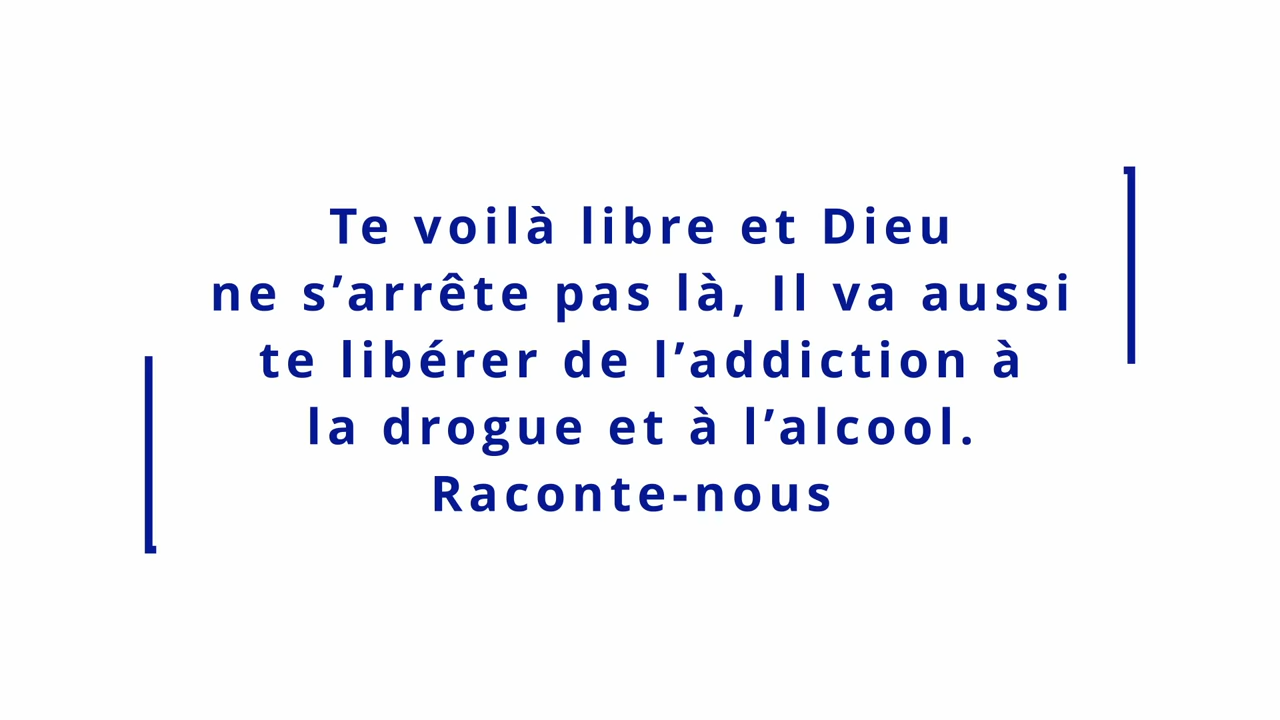 Te voilà libre et Dieu
ne s’arrête pas là, Il va aussi
te libérer de l’addiction à
la drogue et à l’alcool.
Raconte-nous